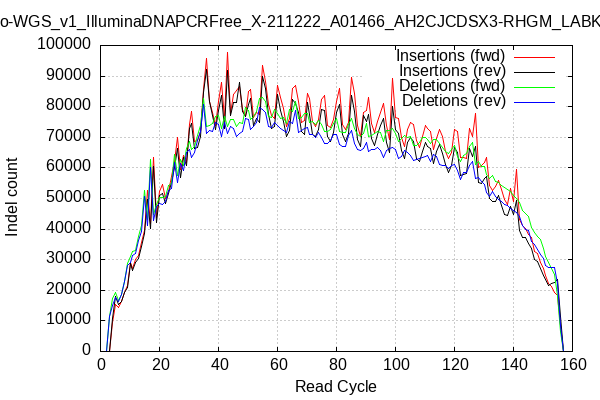 o-WGS_v1_IlluminaDNAPCRFree_X-211222_A01466_AH2CJCDSX3-RHGM_LABK
Insertions (fwd)
Insertions (rev)
Deletions (fwd)
Deletions (rev)
100000
90000
80000
70000
60000
50000
40000
30000
20000
10000
0
Indel count
0 20 40 60 80 100 120 140 160
Read Cycle